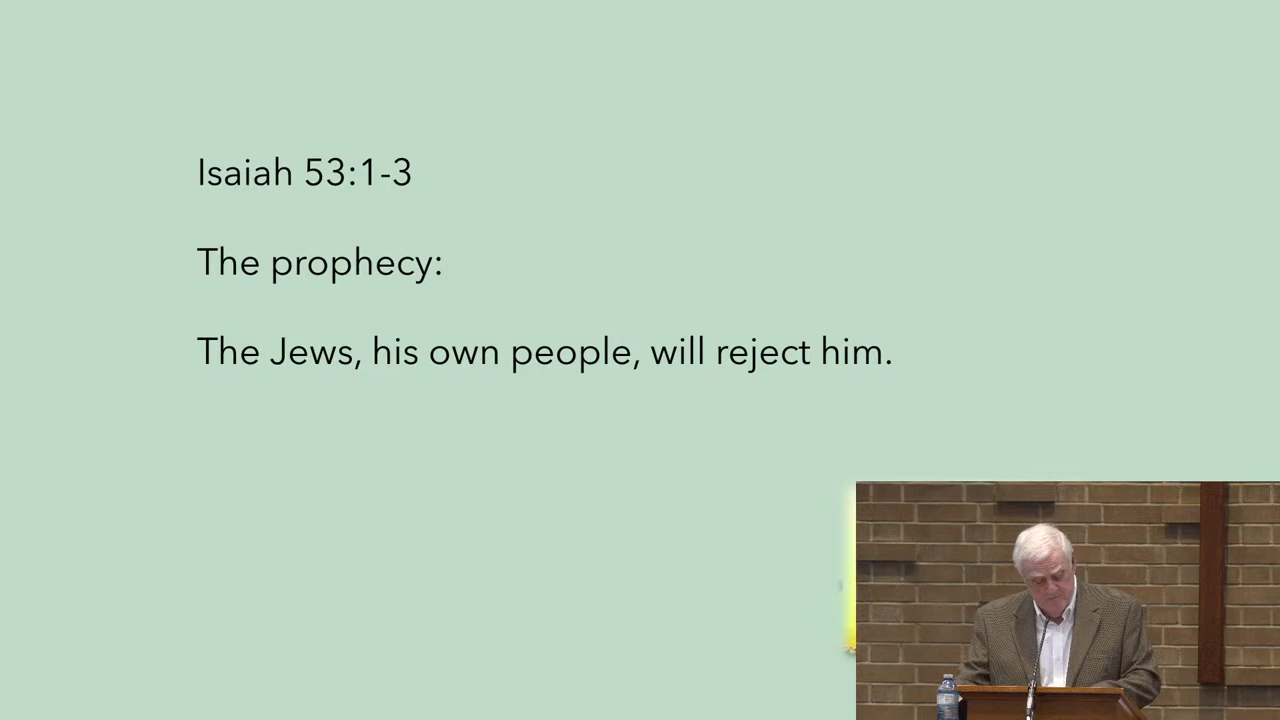 Isaiah 53:1-3
The prophecy:
The Jews, his own people, will reject him.